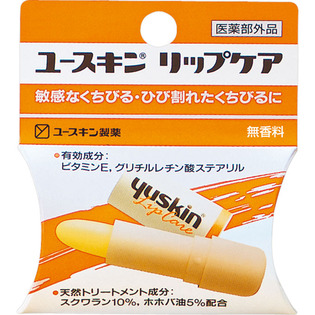 医薬部外品
ユースキン® リップケア
敏感なくちびる・ひび割れたくちびるに
ユースキン製薬
無香料
・有効成分：
ビタミンE，グリチルレチン酸ステアリル
yuskin
Lip Care
・天然トリートメント成分：
スクワラン10％，ホホバ油5％配合